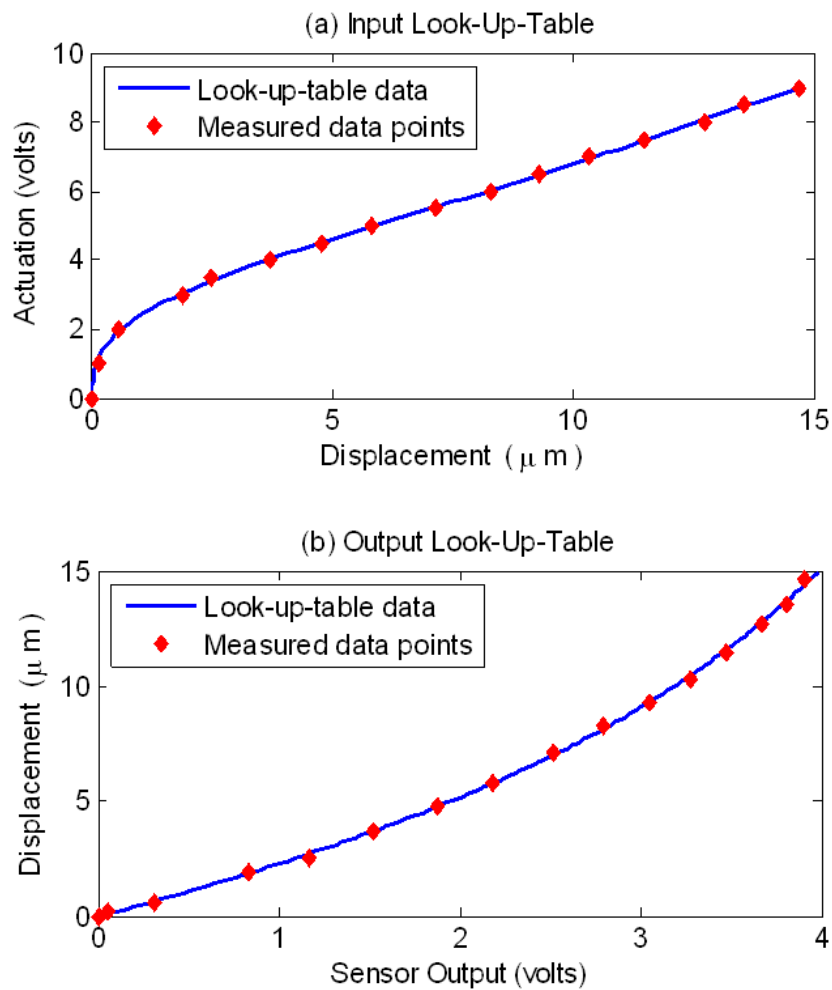 (a) Input Look-Up-Table
10
8
6
4
2
0
Actuation (volts)
Look-up-table data
Measured data points
0
5
10
15
Displacement ( μ m)
(b) Output Look-Up-Table
15
10
5
0
Displacement ( μ m)
Look-up-table data
Measured data points
0
1
2
3
4
Sensor Output (volts)